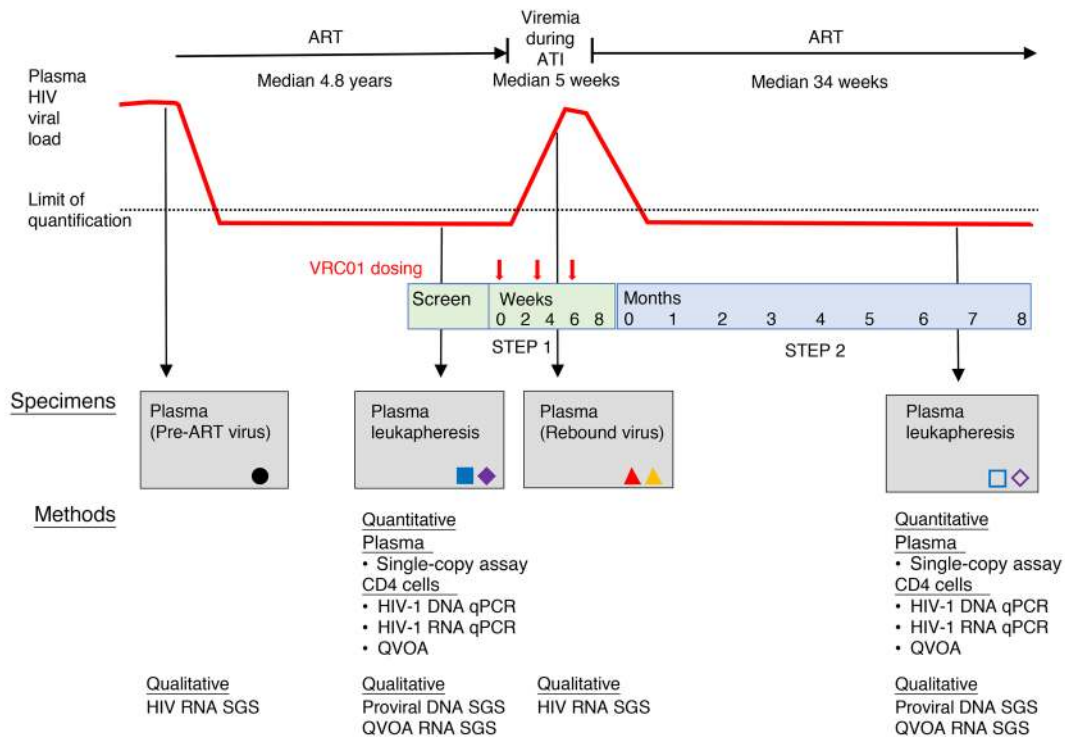 ART
Median 4.8 years
Viremia
during
ATI
Median 5 weeks
ART
Median 34 weeks
Plasma
HIV
viral
load
Limit of
quantification
VRC01 dosing
Screen
Weeks
0 2 4 6 8
Months
0 1 2 3 4 5 6 7 8
STEP 1
STEP 2
Specimens
Plasma
(Pre-ART virus)
Plasma
leukapheresis
Plasma
(Rebound virus)
Plasma
leukapheresis
Methods
Quantitative
Plasma
• Single-copy assay
CD4 cells
• HIV-1 DNA qPCR
• HIV-1 RNA qPCR
• QVOA
Quantitative
Plasma
• Single-copy assay
CD4 cells
• HIV-1 DNA qPCR
• HIV-1 RNA qPCR
• QVOA
Qualitative
HIV RNA SGS
Qualitative
Proviral DNA SGS
QVOA RNA SGS
Qualitative
HIV RNA SGS
Qualitative
Proviral DNA SGS
QVOA RNA SGS